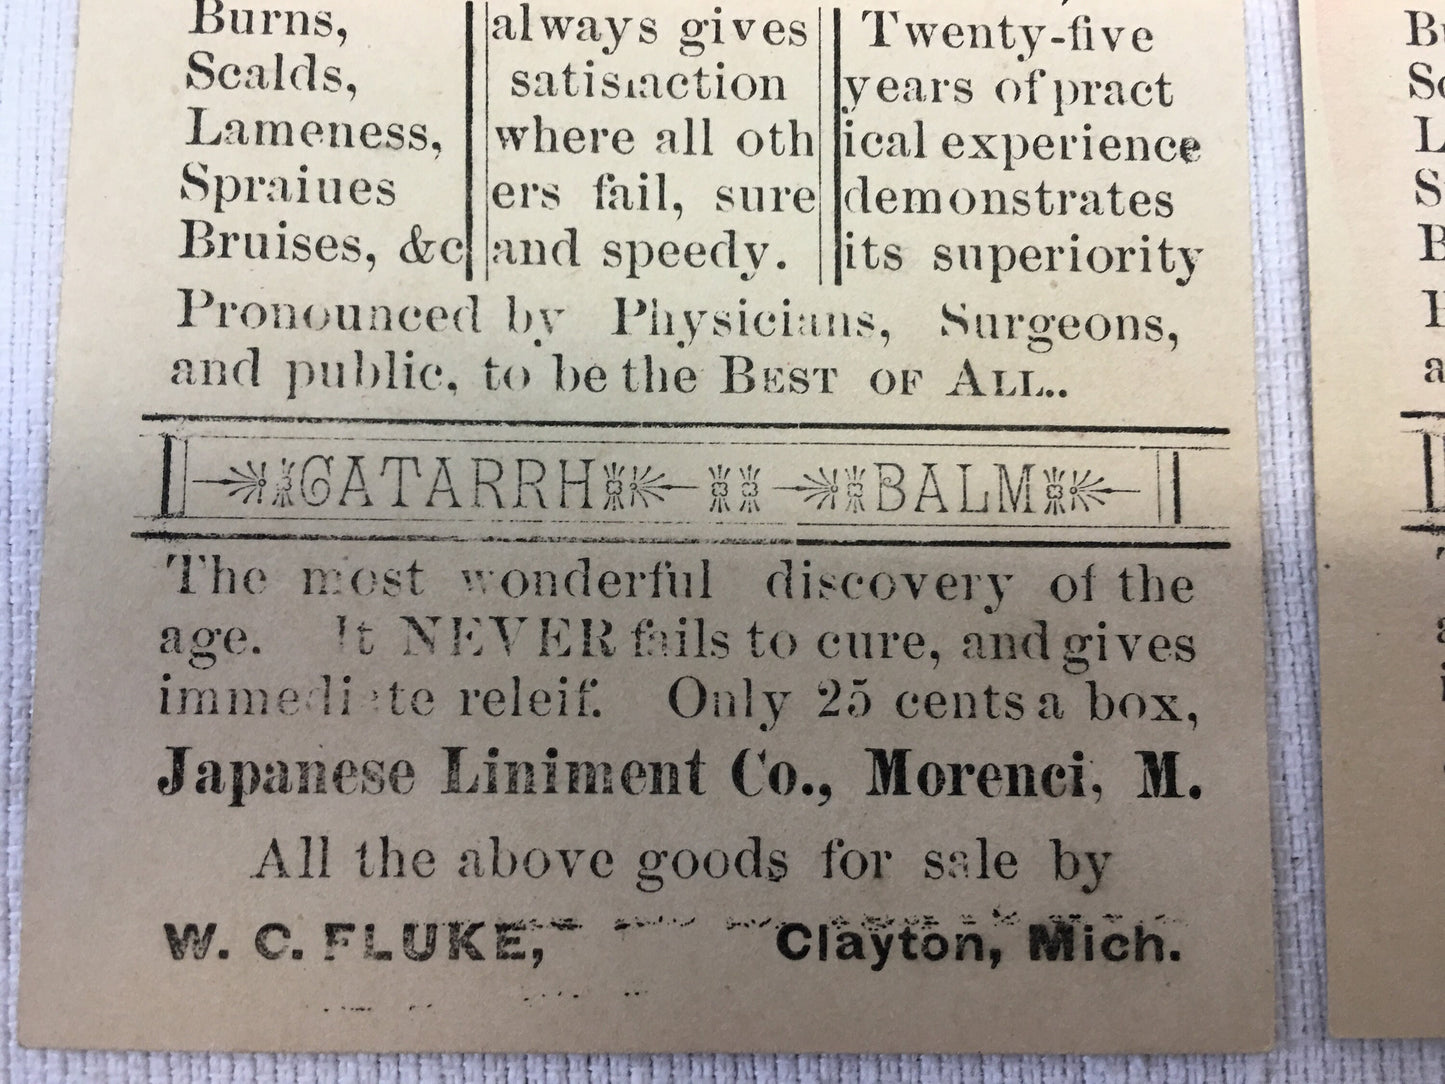 Burns,
Scalds,
Lameness,
Spraiues
Bruises, &c
always gives
satisfaction
where all oth
ers fail, sure
and speedy.
Twenty-five
years of pract
ical experience
demonstrates
its superiority
Pronounced by Physicians, Surgeons,
and public, to be the BEST OF ALL..
CATARRH BALM
The most wonderful discovery of the
age. It NEVER fails to cure, and gives
immediate releif. Only 25 cents a box,
Japanese Liniment Co., Morenci, M.
All the above goods for sale by
W. C. FLUKE, Clayton, Mich.